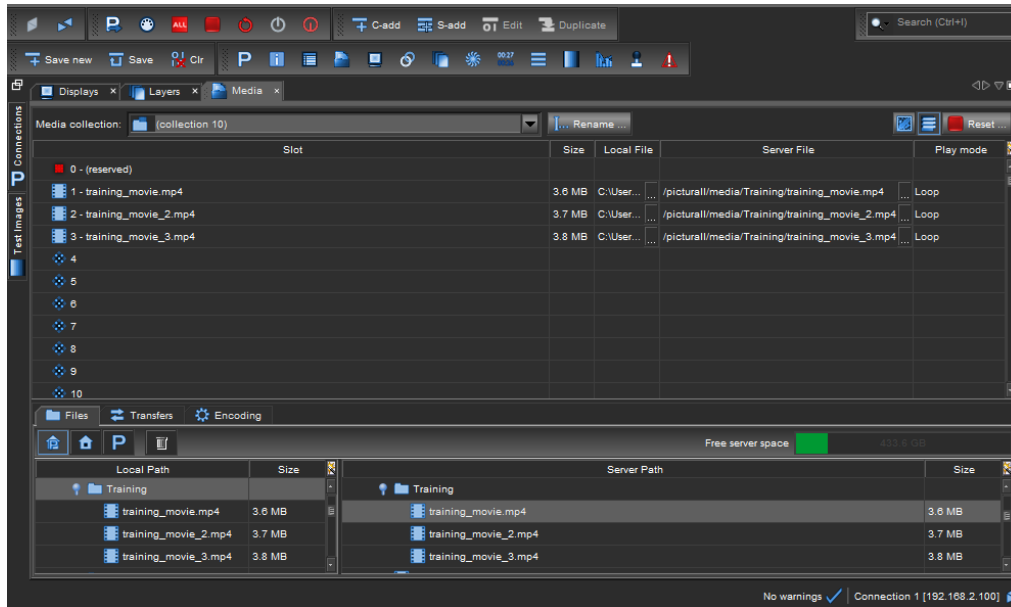 ALL C-add S-add Edit Duplicate Search (Ctrl+I)
Save new Save Clr P 00:27
Displays x Layers x Media x
Connections
P
Test Images
Media collection: (collection 10) Rename ... Reset ...
Slot Size Local File Server File Play mode
0 - (reserved)
1 - training_movie.mp4 3.6 MB C:\User... ... /picturall/media/Training/training_movie.mp4 ... Loop
2 - training_movie_2.mp4 3.7 MB C:\User... ... /picturall/media/Training/training_movie_2.mp4 ... Loop
3 - training_movie_3.mp4 3.8 MB C:\User... ... /picturall/media/Training/training_movie_3.mp4 ... Loop
4
5
6
7
8
9
10
Files Transfers Encoding
P Free server space 433.6 GB
Local Path Size Server Path Size
Training Training
training_movie.mp4 3.6 MB training_movie.mp4 3.6 MB
training_movie_2.mp4 3.7 MB training_movie_2.mp4 3.7 MB
training_movie_3.mp4 3.8 MB training_movie_3.mp4 3.8 MB
No warnings Connection 1 [192.168.2.100]